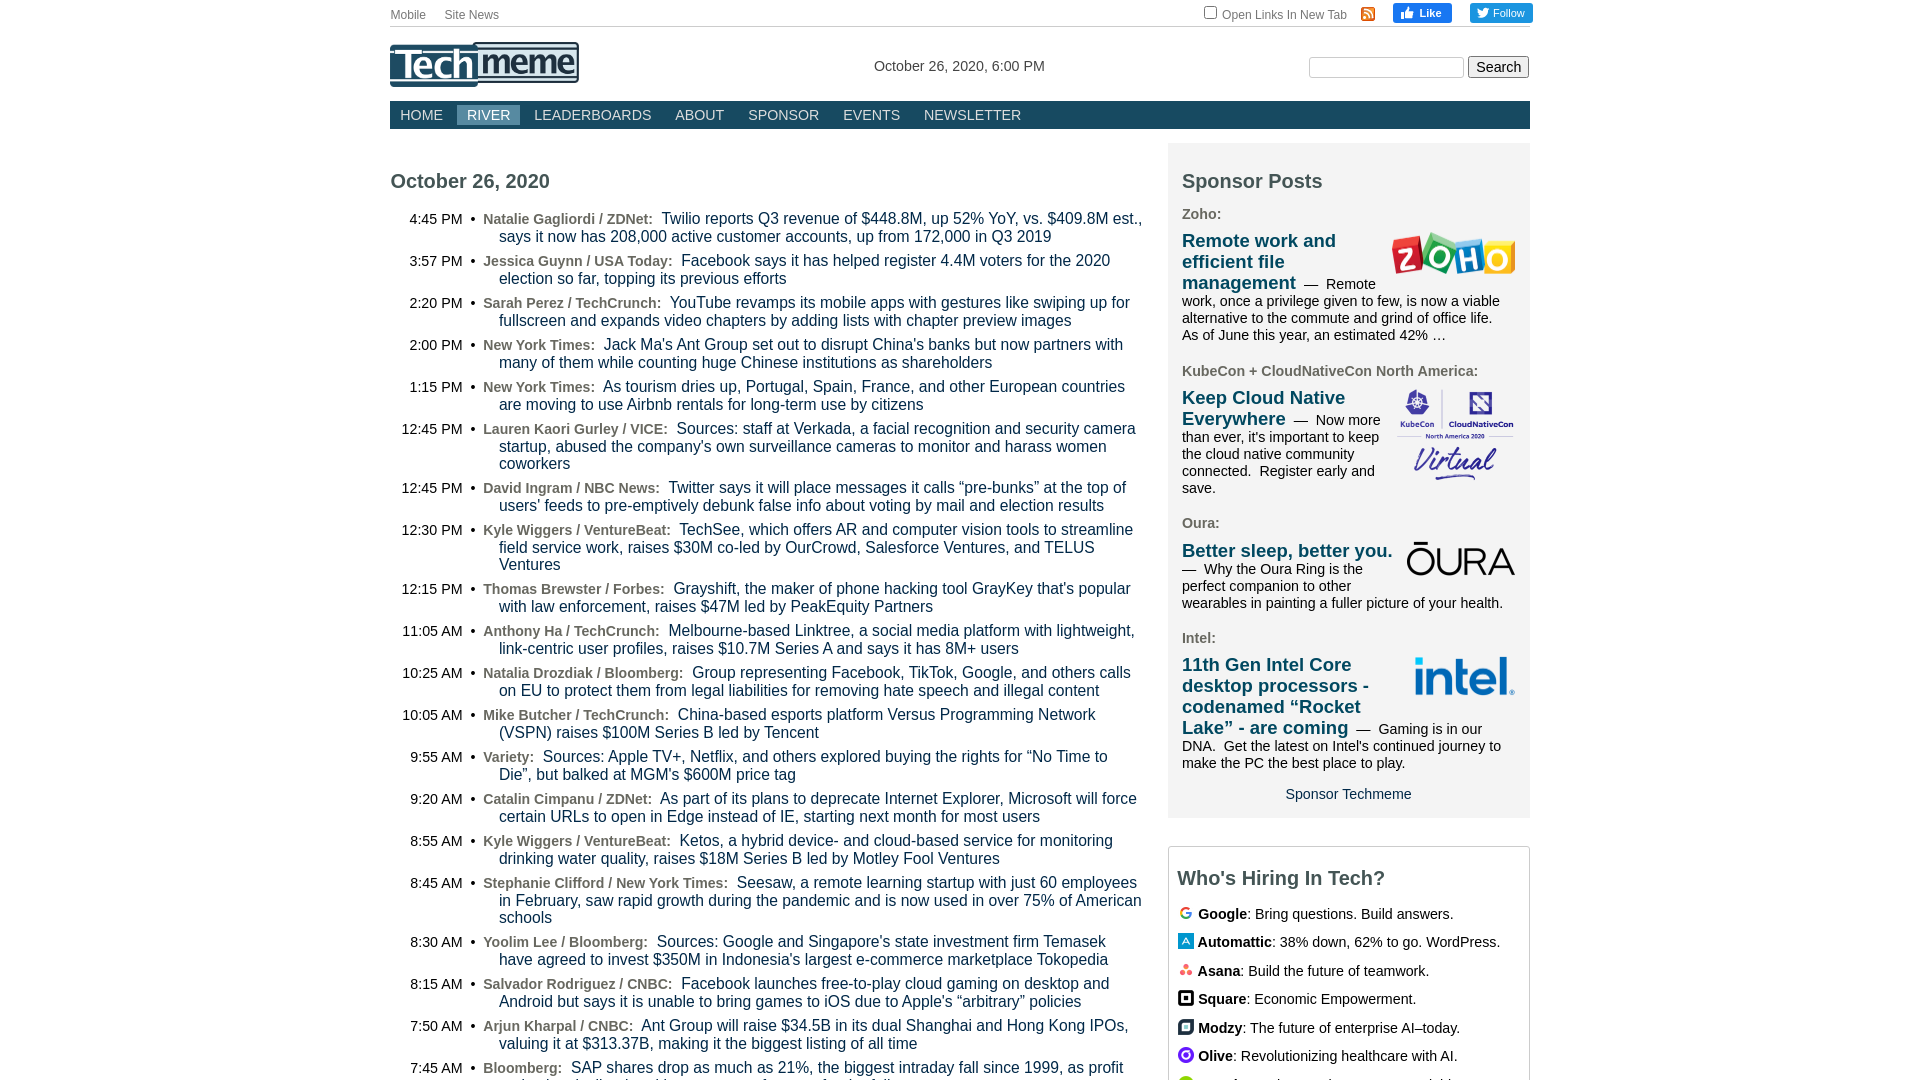 Mobile Site News Open Links In New Tab Like Follow
Techmeme October 26, 2020, 6:00 PM Search
HOME RIVER LEADERBOARDS ABOUT SPONSOR EVENTS NEWSLETTER
October 26, 2020
4:45 PM • Natalie Gagliordi / ZDNet: Twilio reports Q3 revenue of $448.8M, up 52% YoY, vs. $409.8M est.,
says it now has 208,000 active customer accounts, up from 172,000 in Q3 2019
3:57 PM • Jessica Guynn / USA Today: Facebook says it has helped register 4.4M voters for the 2020
election so far, topping its previous efforts
2:20 PM • Sarah Perez / TechCrunch: YouTube revamps its mobile apps with gestures like swiping up for
fullscreen and expands video chapters by adding lists with chapter preview images
2:00 PM • New York Times: Jack Ma's Ant Group set out to disrupt China's banks but now partners with
many of them while counting huge Chinese institutions as shareholders
1:15 PM • New York Times: As tourism dries up, Portugal, Spain, France, and other European countries
are moving to use Airbnb rentals for long-term use by citizens
12:45 PM • Lauren Kaori Gurley / VICE: Sources: staff at Verkada, a facial recognition and security camera
startup, abused the company's own surveillance cameras to monitor and harass women
coworkers
12:45 PM • David Ingram / NBC News: Twitter says it will place messages it calls “pre-bunks” at the top of
users' feeds to pre-emptively debunk false info about voting by mail and election results
12:30 PM • Kyle Wiggers / VentureBeat: TechSee, which offers AR and computer vision tools to streamline
field service work, raises $30M co-led by OurCrowd, Salesforce Ventures, and TELUS
Ventures
12:15 PM • Thomas Brewster / Forbes: Grayshift, the maker of phone hacking tool GrayKey that's popular
with law enforcement, raises $47M led by PeakEquity Partners
11:05 AM • Anthony Ha / TechCrunch: Melbourne-based Linktree, a social media platform with lightweight,
link-centric user profiles, raises $10.7M Series A and says it has 8M+ users
10:25 AM • Natalia Drozdiak / Bloomberg: Group representing Facebook, TikTok, Google, and others calls
on EU to protect them from legal liabilities for removing hate speech and illegal content
10:05 AM • Mike Butcher / TechCrunch: China-based esports platform Versus Programming Network
(VSPN) raises $100M Series B led by Tencent
9:55 AM • Variety: Sources: Apple TV+, Netflix, and others explored buying the rights for “No Time to
Die”, but balked at MGM's $600M price tag
9:20 AM • Catalin Cimpanu / ZDNet: As part of its plans to deprecate Internet Explorer, Microsoft will force
certain URLs to open in Edge instead of IE, starting next month for most users
8:55 AM • Kyle Wiggers / VentureBeat: Ketos, a hybrid device- and cloud-based service for monitoring
drinking water quality, raises $18M Series B led by Motley Fool Ventures
8:45 AM • Stephanie Clifford / New York Times: Seesaw, a remote learning startup with just 60 employees
in February, saw rapid growth during the pandemic and is now used in over 75% of American
schools
8:30 AM • Yoolim Lee / Bloomberg: Sources: Google and Singapore's state investment firm Temasek
have agreed to invest $350M in Indonesia's largest e-commerce marketplace Tokopedia
8:15 AM • Salvador Rodriguez / CNBC: Facebook launches free-to-play cloud gaming on desktop and
Android but says it is unable to bring games to iOS due to Apple's “arbitrary” policies
7:50 AM • Arjun Kharpal / CNBC: Ant Group will raise $34.5B in its dual Shanghai and Hong Kong IPOs,
valuing it at $313.37B, making it the biggest listing of all time
7:45 AM • Bloomberg: SAP shares drop as much as 21%, the biggest intraday fall since 1999, as profit
Sponsor Posts
Zoho:
Remote work and
efficient file
management — Remote
work, once a privilege given to few, is now a viable
alternative to the commute and grind of office life.
As of June this year, an estimated 42% …
ZOHO
KubeCon + CloudNativeCon North America:
Keep Cloud Native
Everywhere — Now more
than ever, it's important to keep
the cloud native community
connected. Register early and
save.
KubeCon CloudNativeCon
North America 2020
Virtual
Oura:
Better sleep, better you.
— Why the Oura Ring is the
perfect companion to other
wearables in painting a fuller picture of your health.
ŌURA
Intel:
11th Gen Intel Core
desktop processors -
codenamed “Rocket
Lake” - are coming — Gaming is in our
DNA. Get the latest on Intel's continued journey to
make the PC the best place to play.
intel®
Sponsor Techmeme
Who's Hiring In Tech?
Google: Bring questions. Build answers.
Automattic: 38% down, 62% to go. WordPress.
Asana: Build the future of teamwork.
Square: Economic Empowerment.
Modzy: The future of enterprise AI–today.
Olive: Revolutionizing healthcare with AI.